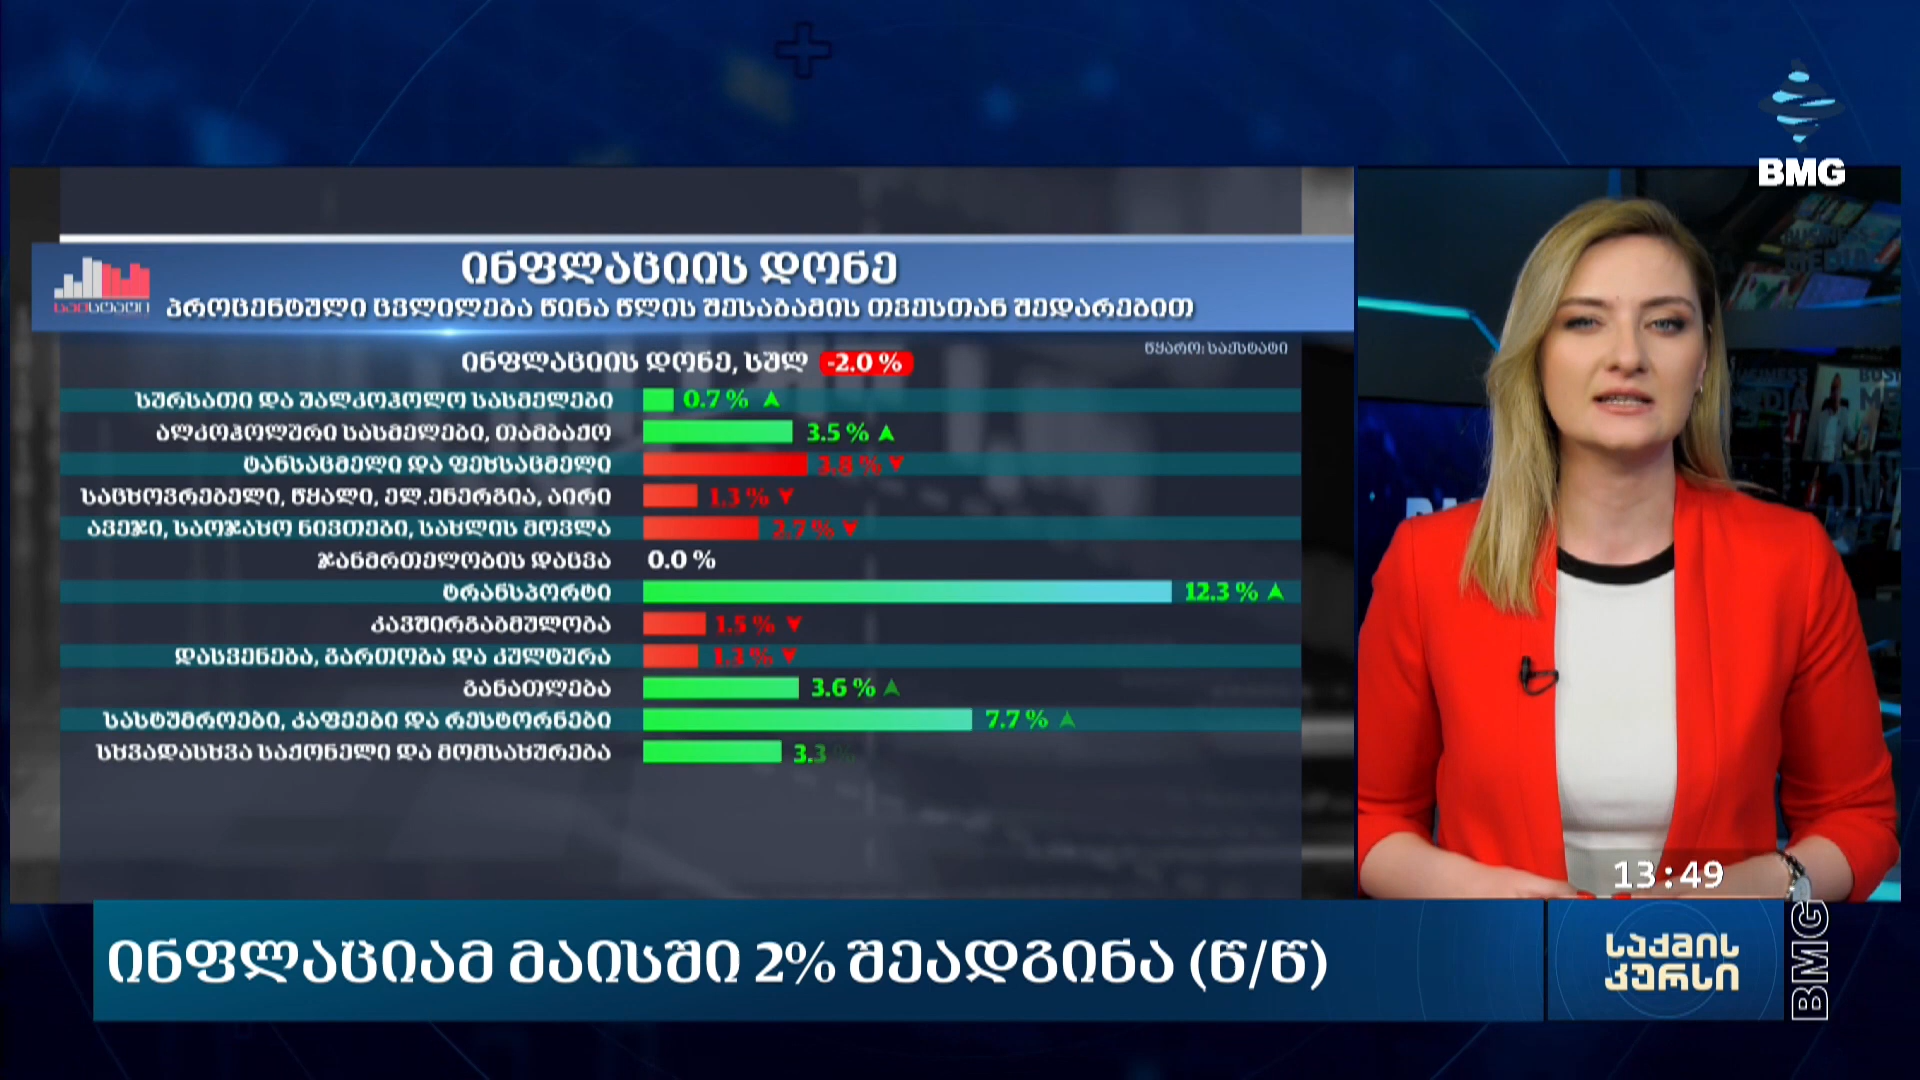 BMG
ინფლაციის დონე
საქსტატი
პროცენტული ცვლილება წინა წლის შესაბამის თვესთან შედარებით
წყარო: საქსტატი
ინფლაციის დონე, სულ -2.0 %
სურსათი და უალკოჰოლო სასმელები 0.7 %
ალკოჰოლური სასმელები, თამბაქო 3.5 %
ტანსაცმელი და ფეხსაცმელი 3.8 %
საცხოვრებელი, წყალი, ელ.ენერგია, აირი 1.3 %
ავეჯი, საოჯახო ნივთები, სახლის მოვლა 2.7 %
ჯანმრთელობის დაცვა 0.0 %
ტრანსპორტი 12.3 %
კავშირგაბმულობა 1.5 %
დასვენება, გართობა და კულტურა 1.3 %
განათლება 3.6 %
სასტუმროები, კაფეები და რესტორნები 7.7 %
სხვადასხვა საქონელი და მომსახურება 3.3 %
13:49
ინფლაციამ მაისში 2% შეადგინა (წ/წ)
საქმის
კურსი
BMG